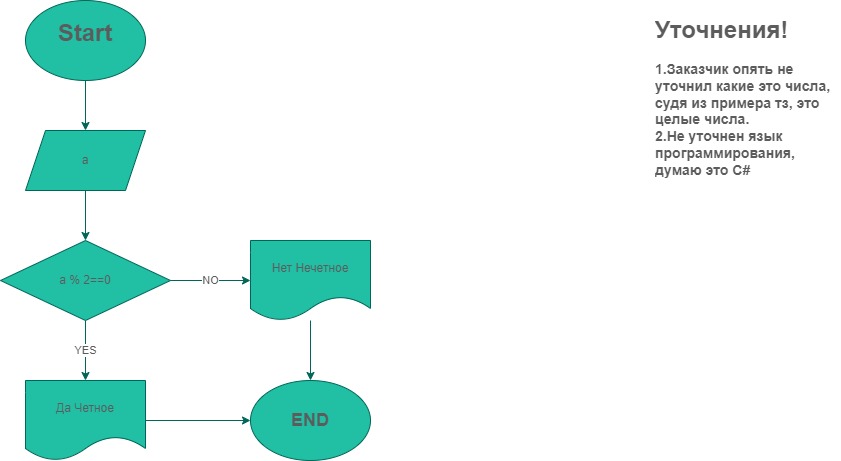 Start
Уточнения!
1.Заказчик опять не
уточнил какие это числа,
судя из примера тз, это
целые числа.
2.Не уточнен язык
программирования,
думаю это C#
a
a % 2==0
NO
Нет Нечетное
YES
Да Четное
END